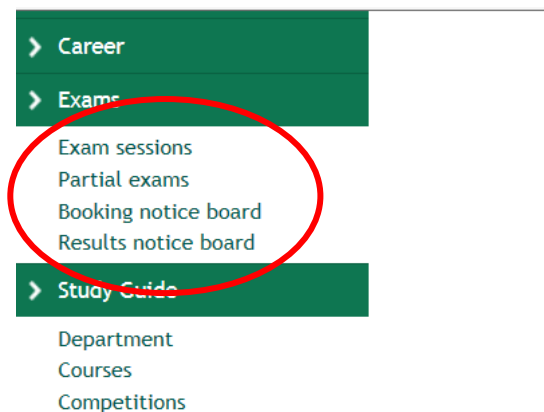 Career
Exams
Exam sessions
Partial exams
Booking notice board
Results notice board
Study Guide
Department
Courses
Competitions